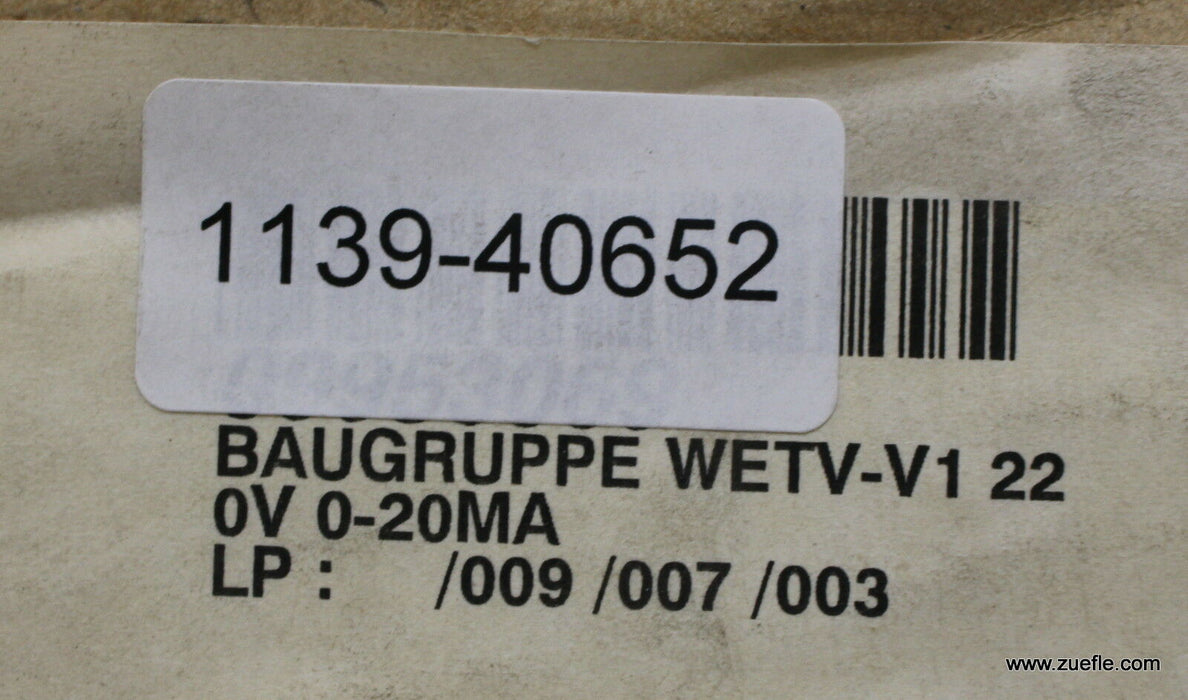 1139-40652
BAUGRUPPE WETV-V1 22
0V 0-20MA
LP : /009 /007 /003
www.zuefle.com